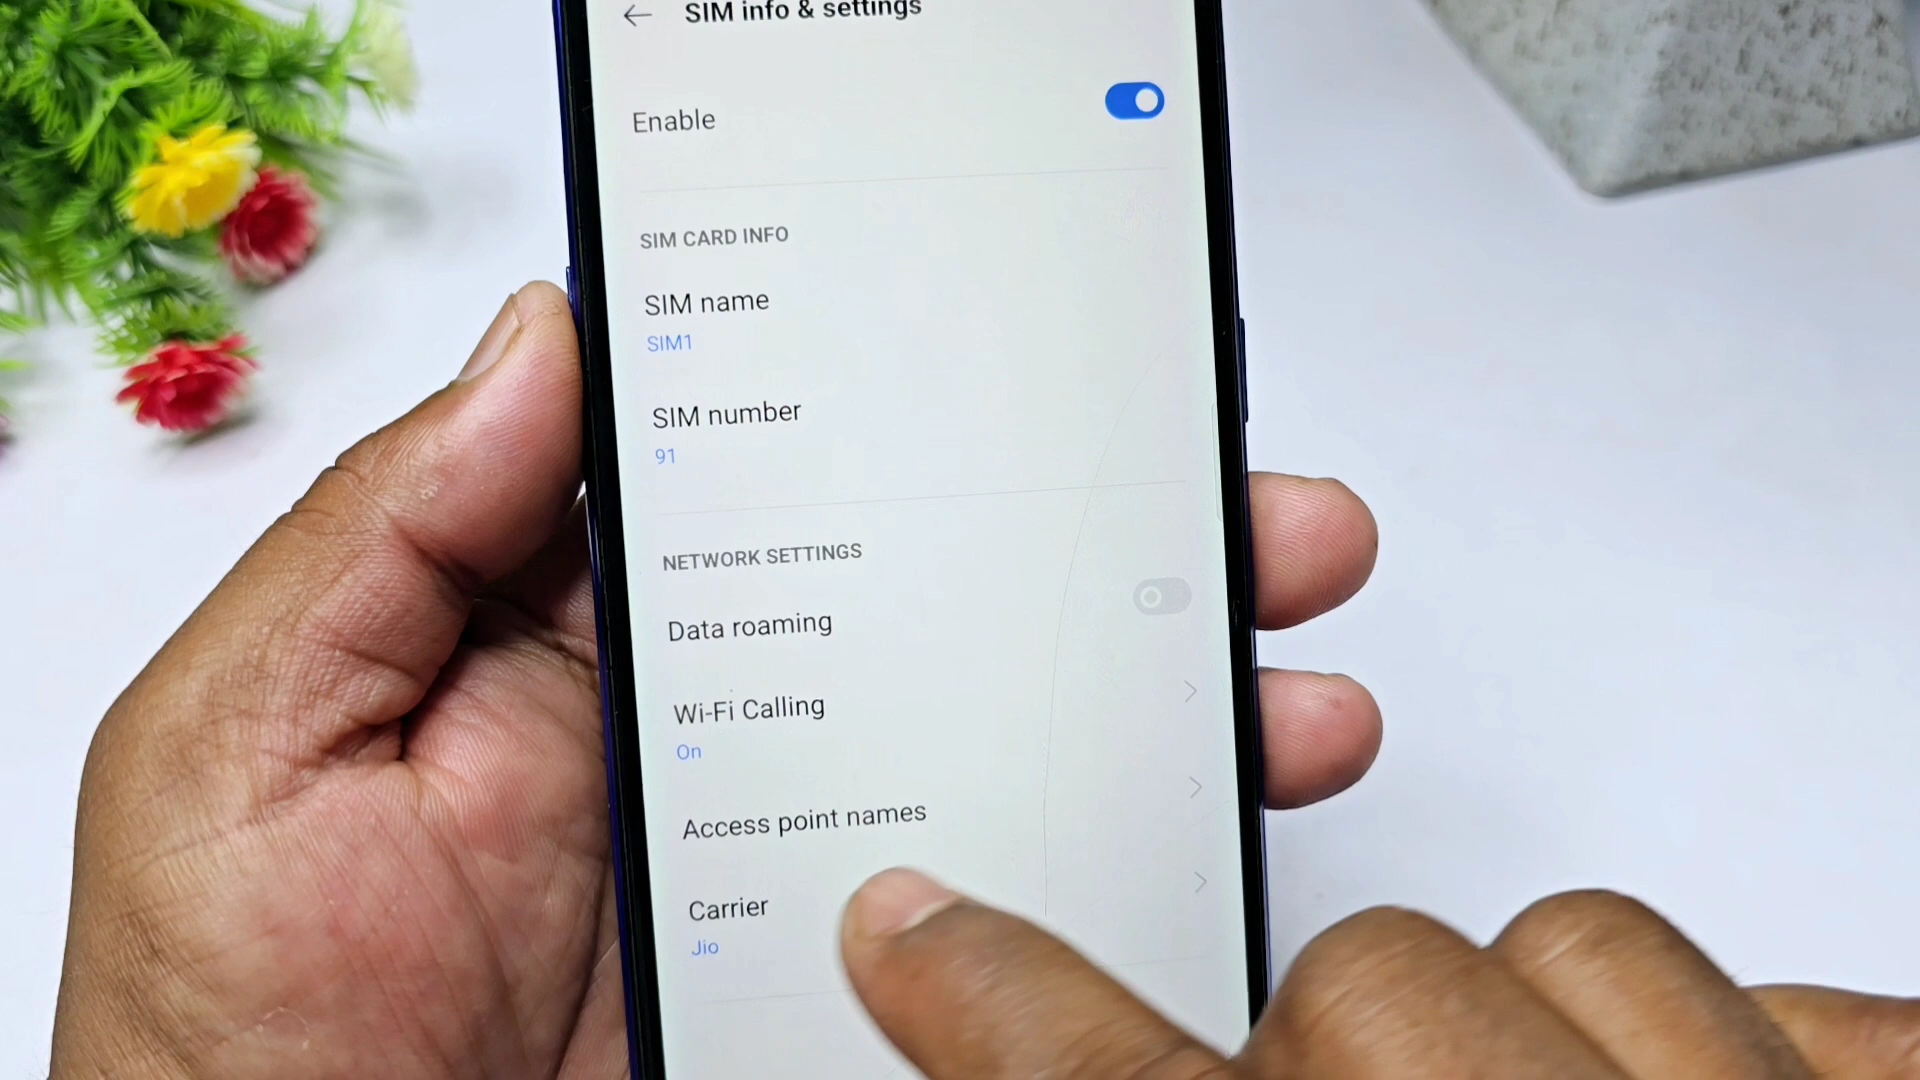 SIM info & settings
Enable
SIM CARD INFO
SIM name
SIM1
SIM number
91
NETWORK SETTINGS
Data roaming
Wi-Fi Calling
On
Access point names
Carrier
Jio